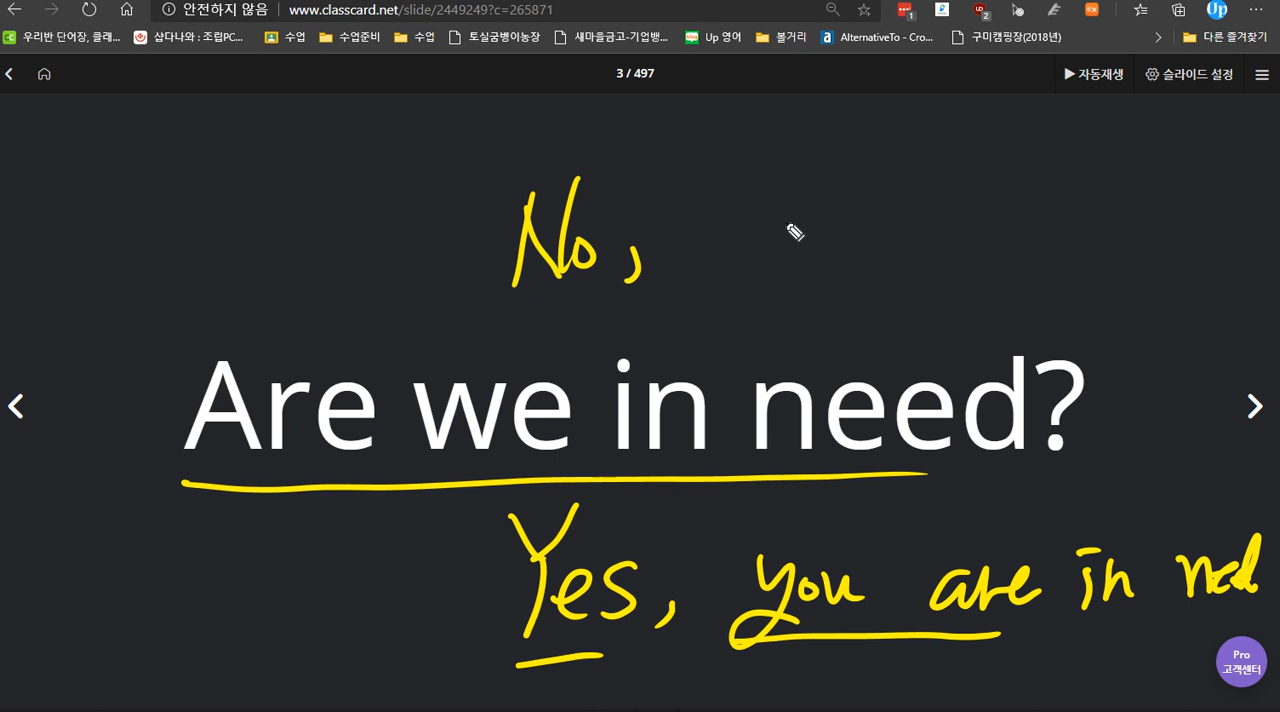 안전하지 않음 www.classcard.net/slide/2449249?c=265871
우리반 단어장, 클래... 샵다나와 : 조립PC... 수업 수업준비 수업 토실굼벵이농장 새마을금고-기업뱅... Up 영어 볼거리 AlternativeTo - Cro... 구미캠핑장(2018년) 다른 즐겨찾기
3 / 497 자동재생 슬라이드 설정
No,
Are we in need?
Yes, you are in need
Pro
고객센터